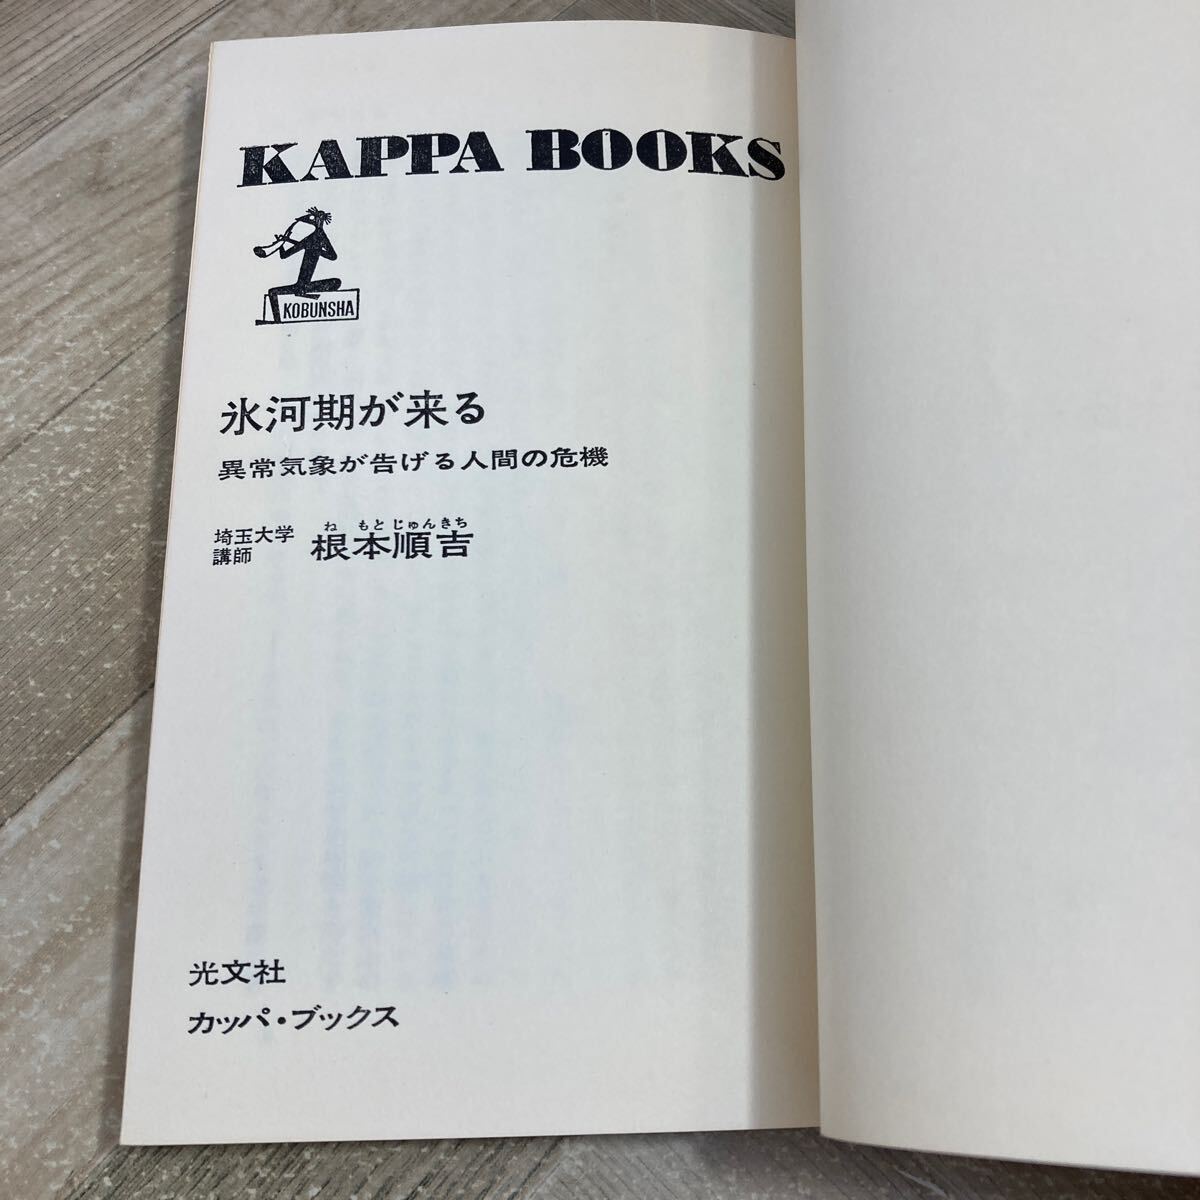 KAPPA BOOKS
KOBUNSHA
氷河期が来る
異常気象が告げる人間の危機
埼玉大学
講師
ね もと じゅんきち
根本順吉
光文社
カッパ・ブックス